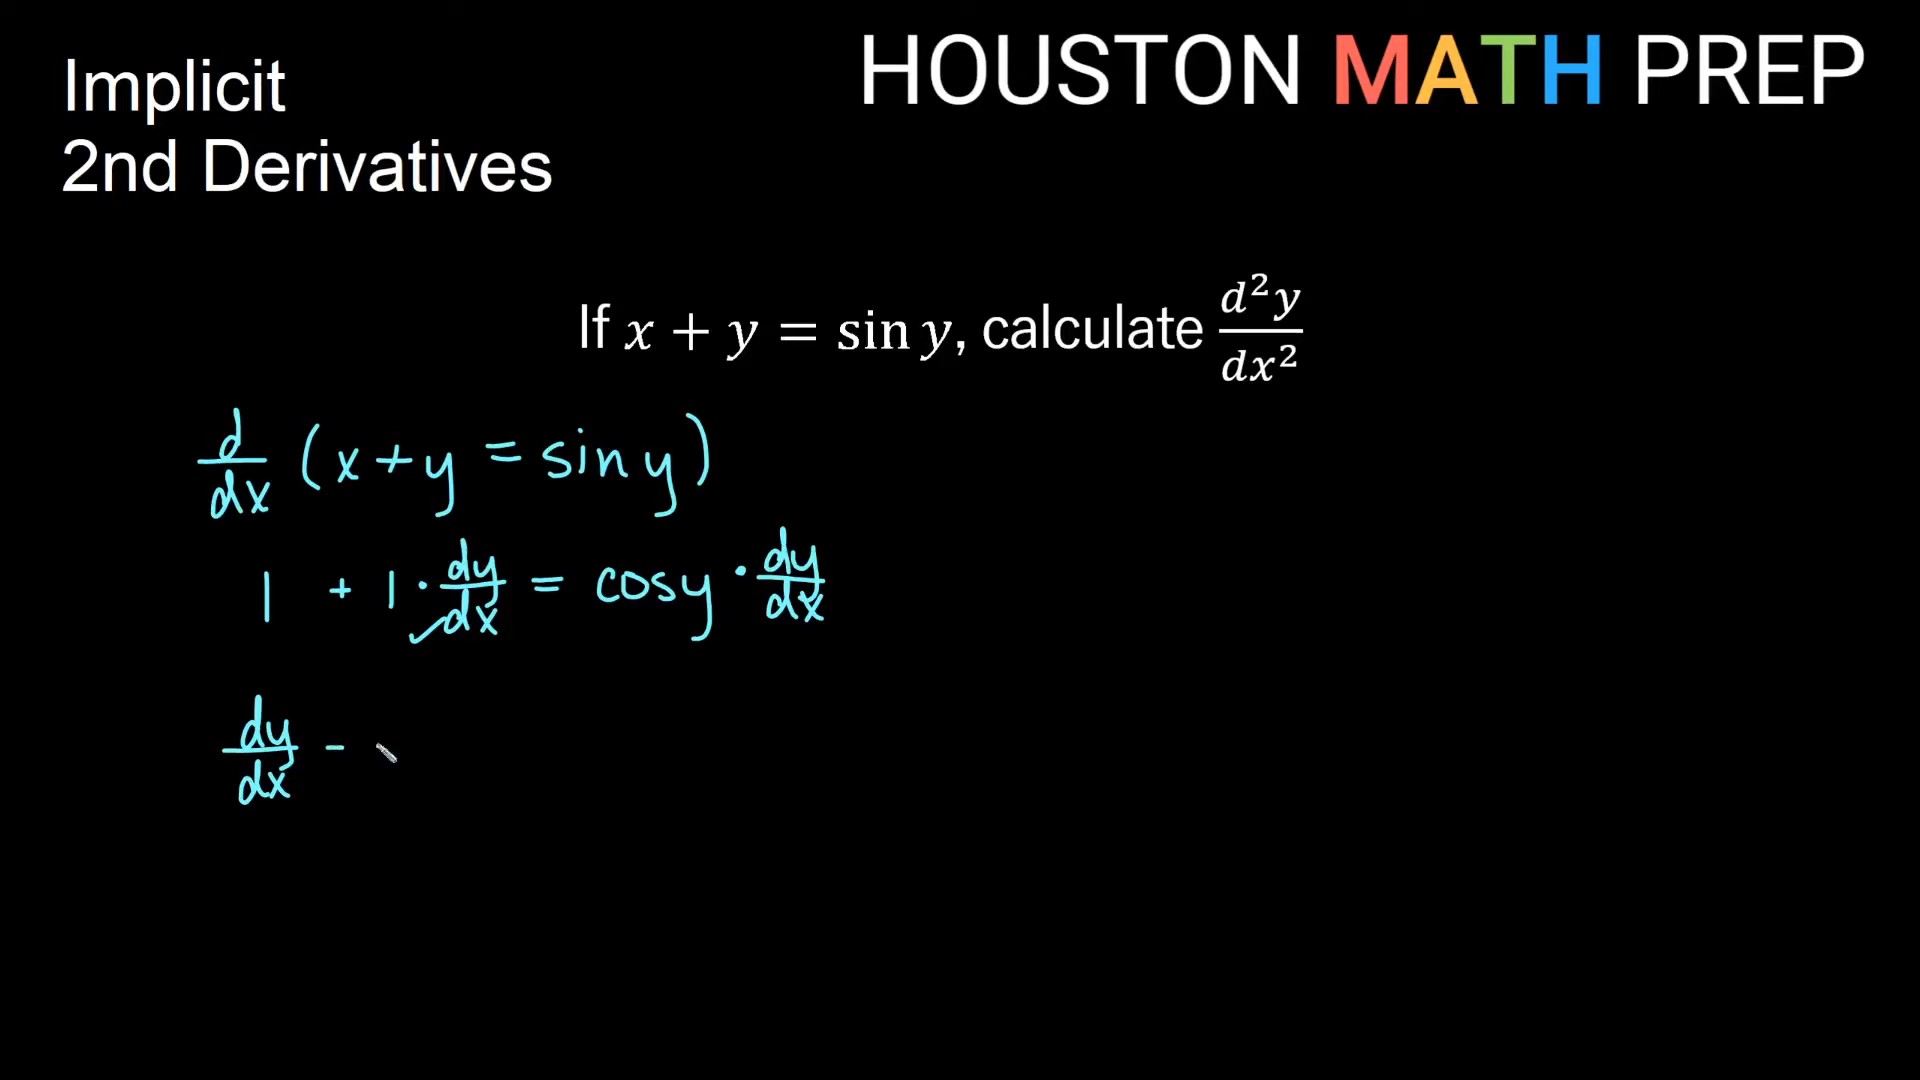 Implicit
2nd Derivatives
HOUSTON MATH PREP
If x + y = sin y, calculate d²y/dx²
d/dx (x + y = sin y)
1 + 1 · dy/dx = cos y · dy/dx
dy/dx -